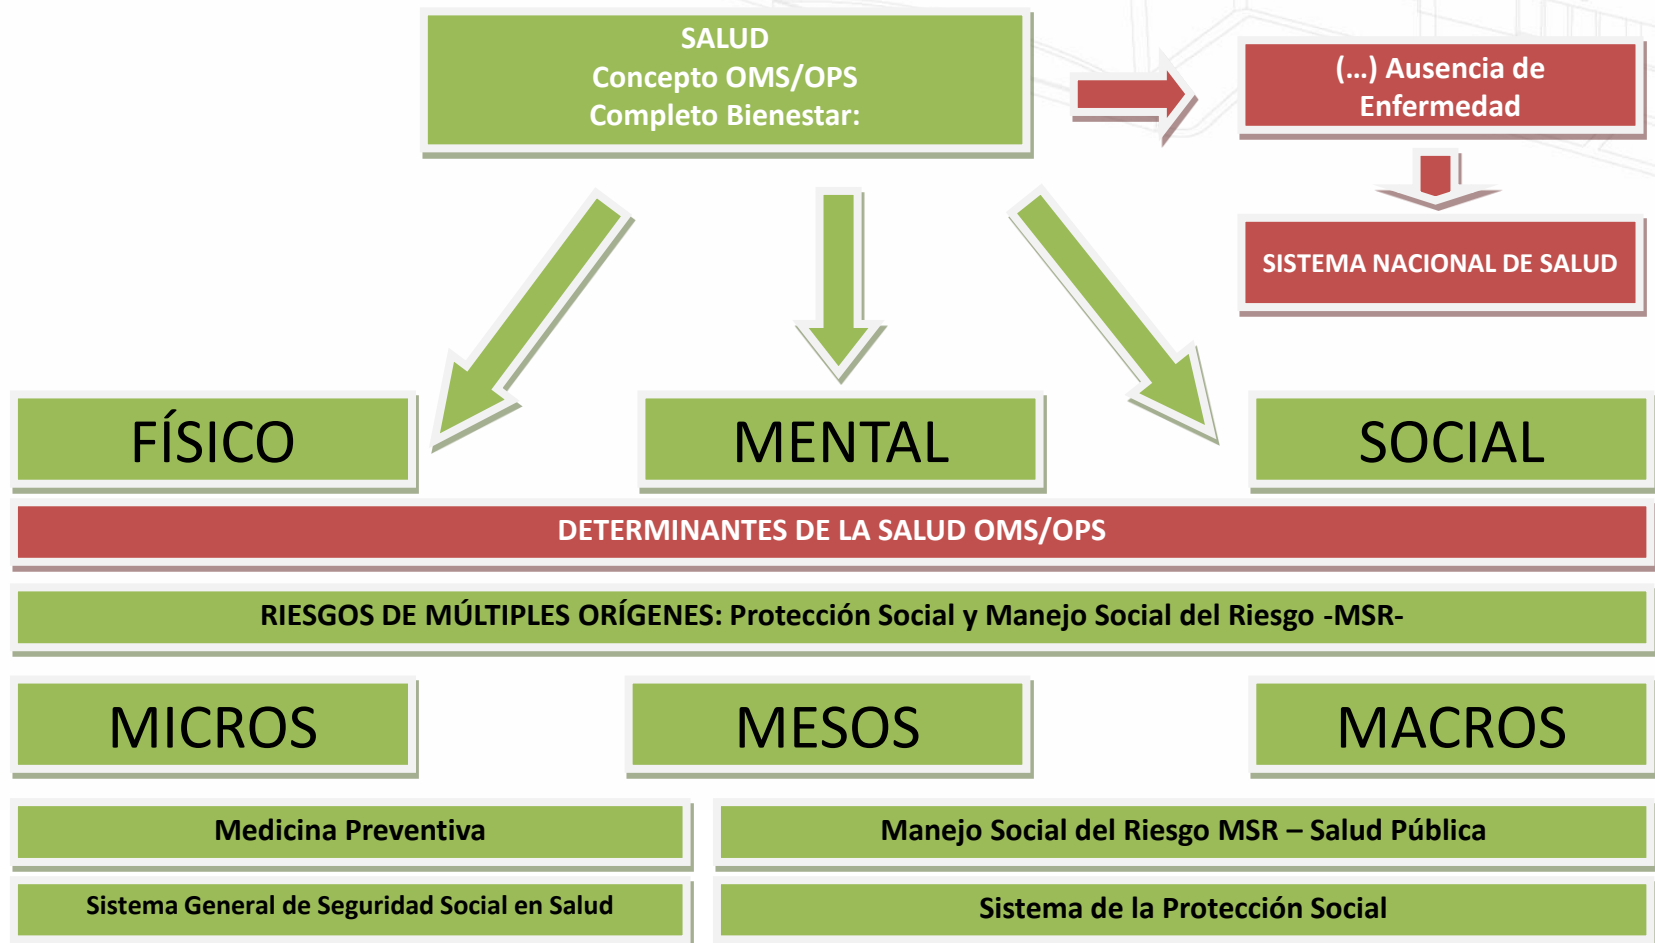 SALUD
Concepto OMS/OPS
Completo Bienestar:
(...) Ausencia de
Enfermedad
SISTEMA NACIONAL DE SALUD
FÍSICO
MENTAL
SOCIAL
DETERMINANTES DE LA SALUD OMS/OPS
RIESGOS DE MÚLTIPLES ORÍGENES: Protección Social y Manejo Social del Riesgo -MSR-
MICROS
MESOS
MACROS
Medicina Preventiva
Manejo Social del Riesgo MSR – Salud Pública
Sistema General de Seguridad Social en Salud
Sistema de la Protección Social